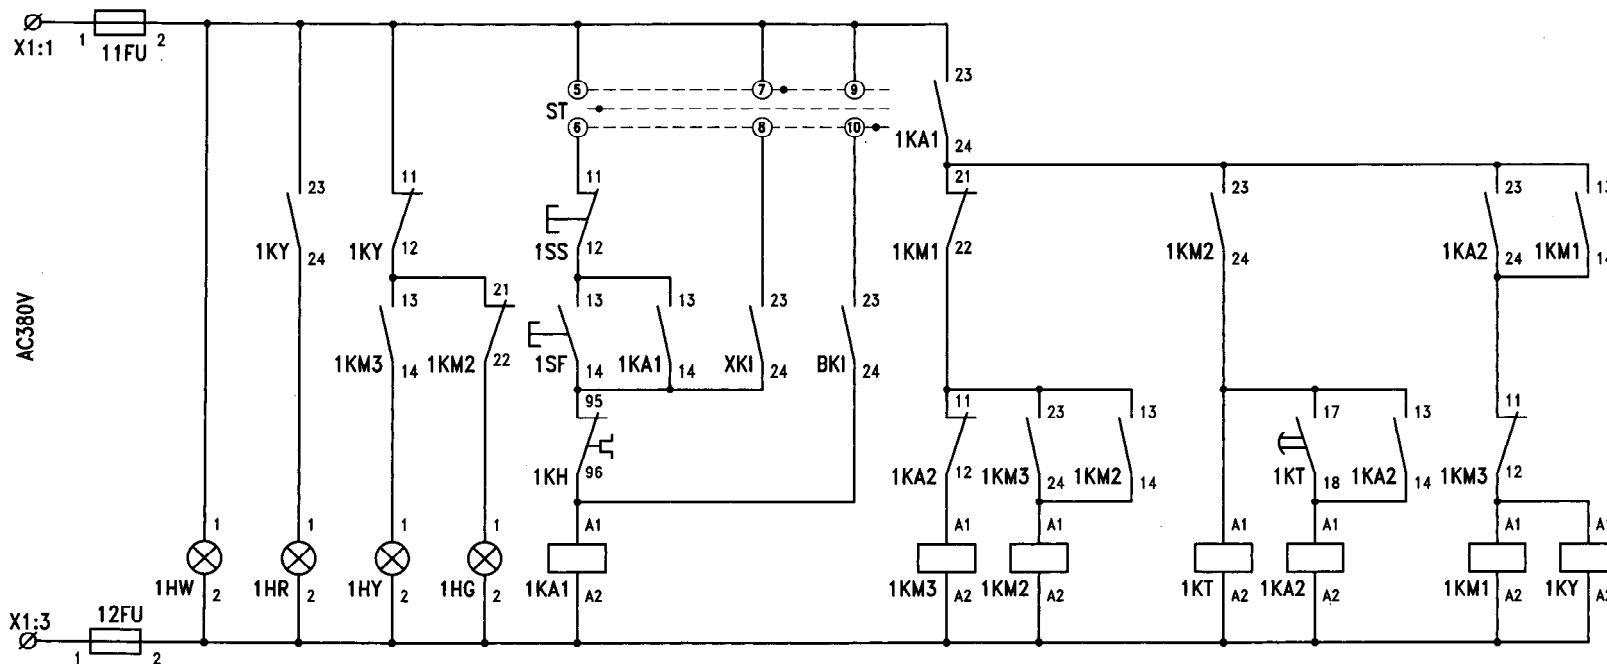 X1:1
1
11FU
2
5
7
9
ST
6
8
10
23
1KA1
24
23
1KY
24
11
1KY
12
11
1SS
12
21
1KM1
22
23
1KM2
24
23
1KA2
24
13
1KM1
14
AC380V
13
1KM3
14
21
1KM2
22
13
1SF
14
13
1KA1
14
23
XKI
24
23
BKI
24
95
1KH
96
11
1KA2
12
23
1KM3
24
13
1KM2
14
17
1KT
18
13
1KA2
14
11
1KM3
12
1
1HW
2
1
1HR
2
1
1HY
2
1
1HG
2
A1
1KA1
A2
A1
1KM3
A2
A1
1KM2
A2
A1
1KT
A2
A1
1KA2
A2
A1
1KM1
A2
A1
1KY
A2
X1:3
1
12FU
2